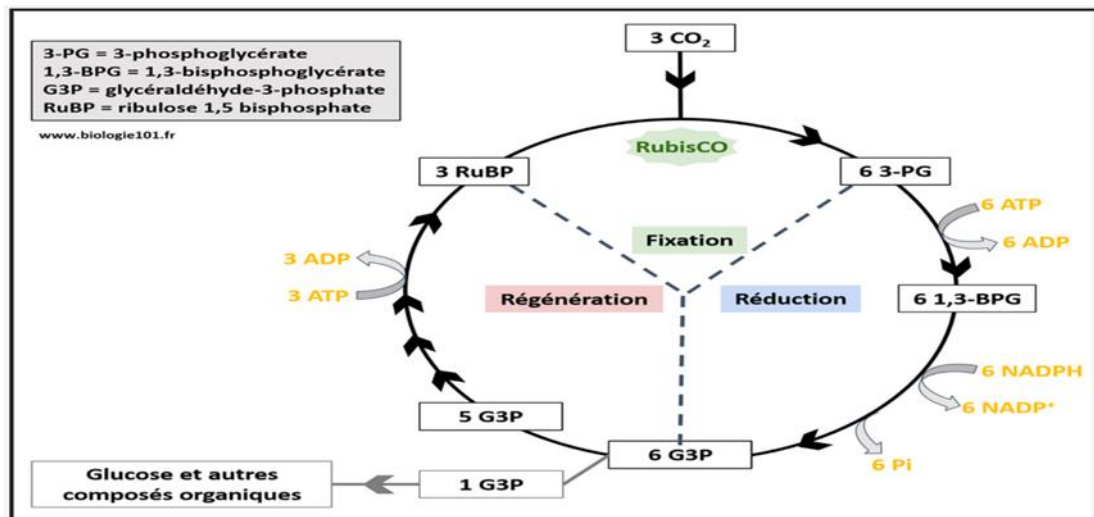 3-PG = 3-phosphoglycérate
1,3-BPG = 1,3-bisphosphoglycérate
G3P = glycéraldéhyde-3-phosphate
RuBP = ribulose 1,5 bisphosphate
www.biologie101.fr
3 CO₂
RubisCO
3 RuBP
6 3-PG
6 ATP
6 ADP
Fixation
3 ADP
3 ATP
Régénération
Réduction
6 1,3-BPG
6 NADPH
6 NADP⁺
5 G3P
6 G3P
6 Pi
Glucose et autres
composés organiques
1 G3P